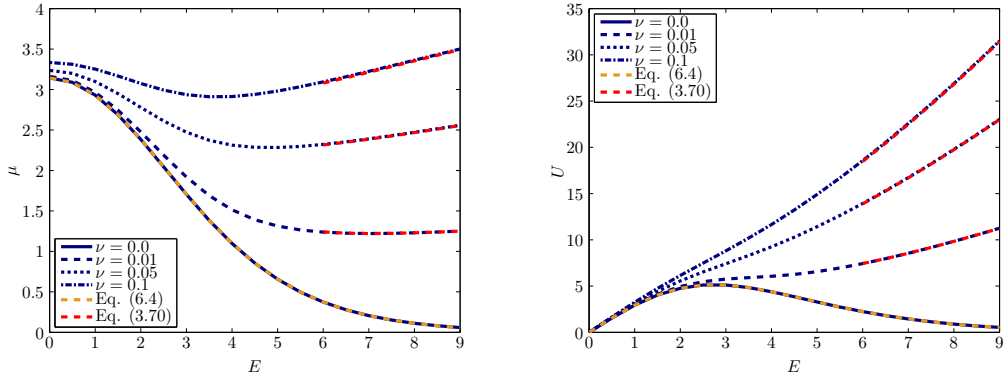 4
3.5
3
2.5
2
1.5
1
0.5
0
μ
ν = 0.0
ν = 0.01
ν = 0.05
ν = 0.1
Eq. (6.4)
Eq. (3.70)
0 1 2 3 4 5 6 7 8 9
E
35
30
25
20
15
10
5
0
U
ν = 0.0
ν = 0.01
ν = 0.05
ν = 0.1
Eq. (6.4)
Eq. (3.70)
0 1 2 3 4 5 6 7 8 9
E